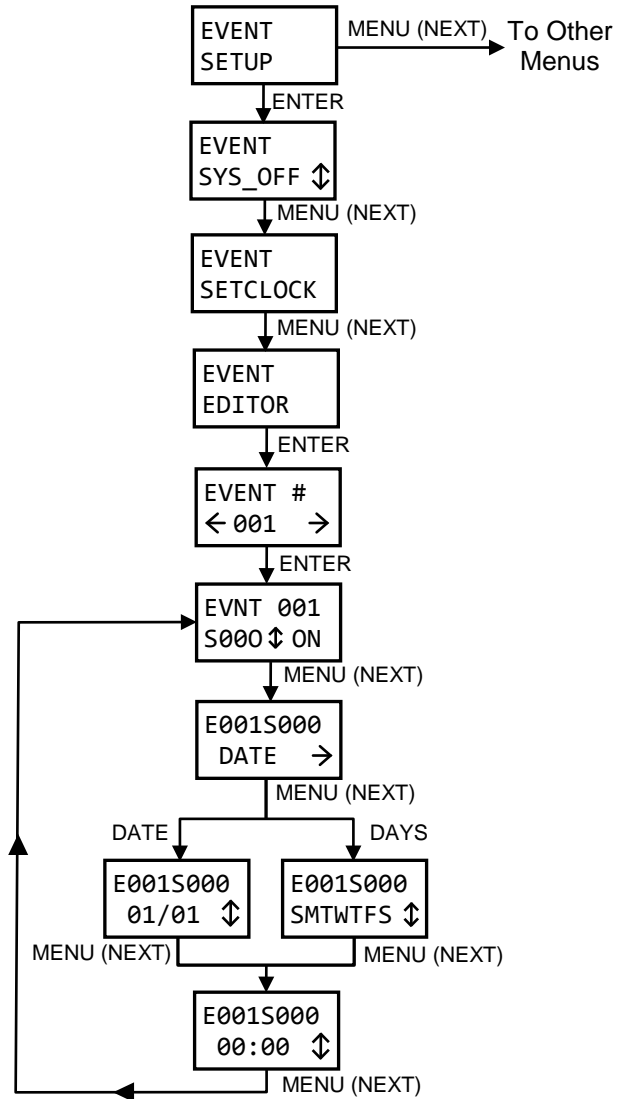 EVENT
SETUP
MENU (NEXT)
To Other
Menus
ENTER
EVENT
SYS_OFF ↕
MENU (NEXT)
EVENT
SETCLOCK
MENU (NEXT)
EVENT
EDITOR
ENTER
EVENT #
← 001 →
ENTER
EVNT 001
S00O ↕ ON
MENU (NEXT)
E001S000
DATE →
MENU (NEXT)
DATE
DAYS
E001S000
01/01 ↕
E001S000
SMTWTFS ↕
MENU (NEXT)
MENU (NEXT)
E001S000
00:00 ↕
MENU (NEXT)